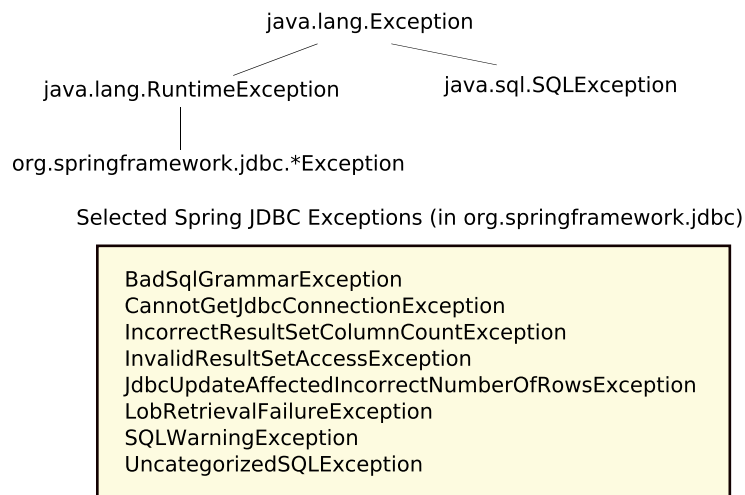 java.lang.Exception
java.lang.RuntimeException
java.sql.SQLException
org.springframework.jdbc.*Exception
Selected Spring JDBC Exceptions (in org.springframework.jdbc)
BadSqlGrammarException
CannotGetJdbcConnectionException
IncorrectResultSetColumnCountException
InvalidResultSetAccessException
JdbcUpdateAffectedIncorrectNumberOfRowsException
LobRetrievalFailureException
SQLWarningException
UncategorizedSQLException